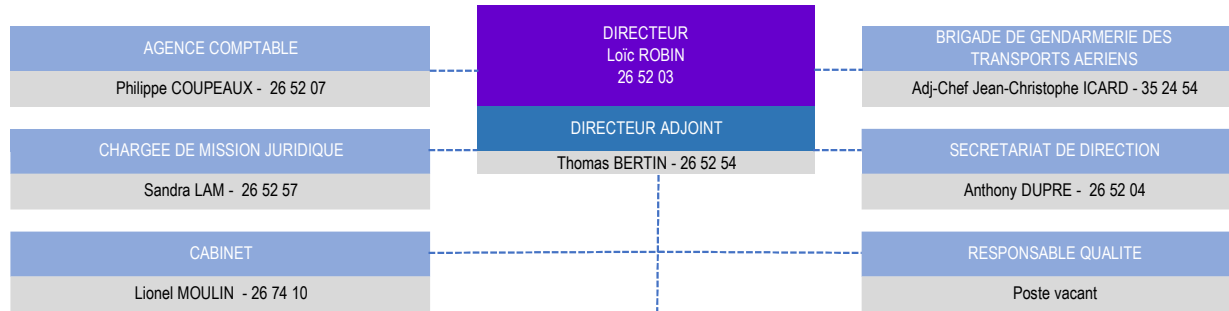 AGENCE COMPTABLE
Philippe COUPEAUX - 26 52 07
CHARGEE DE MISSION JURIDIQUE
Sandra LAM - 26 52 57
CABINET
Lionel MOULIN - 26 74 10
DIRECTEUR
Loïc ROBIN
26 52 03
DIRECTEUR ADJOINT
Thomas BERTIN - 26 52 54
BRIGADE DE GENDARMERIE DES
TRANSPORTS AERIENS
Adj-Chef Jean-Christophe ICARD - 35 24 54
SECRETARIAT DE DIRECTION
Anthony DUPRE - 26 52 04
RESPONSABLE QUALITE
Poste vacant